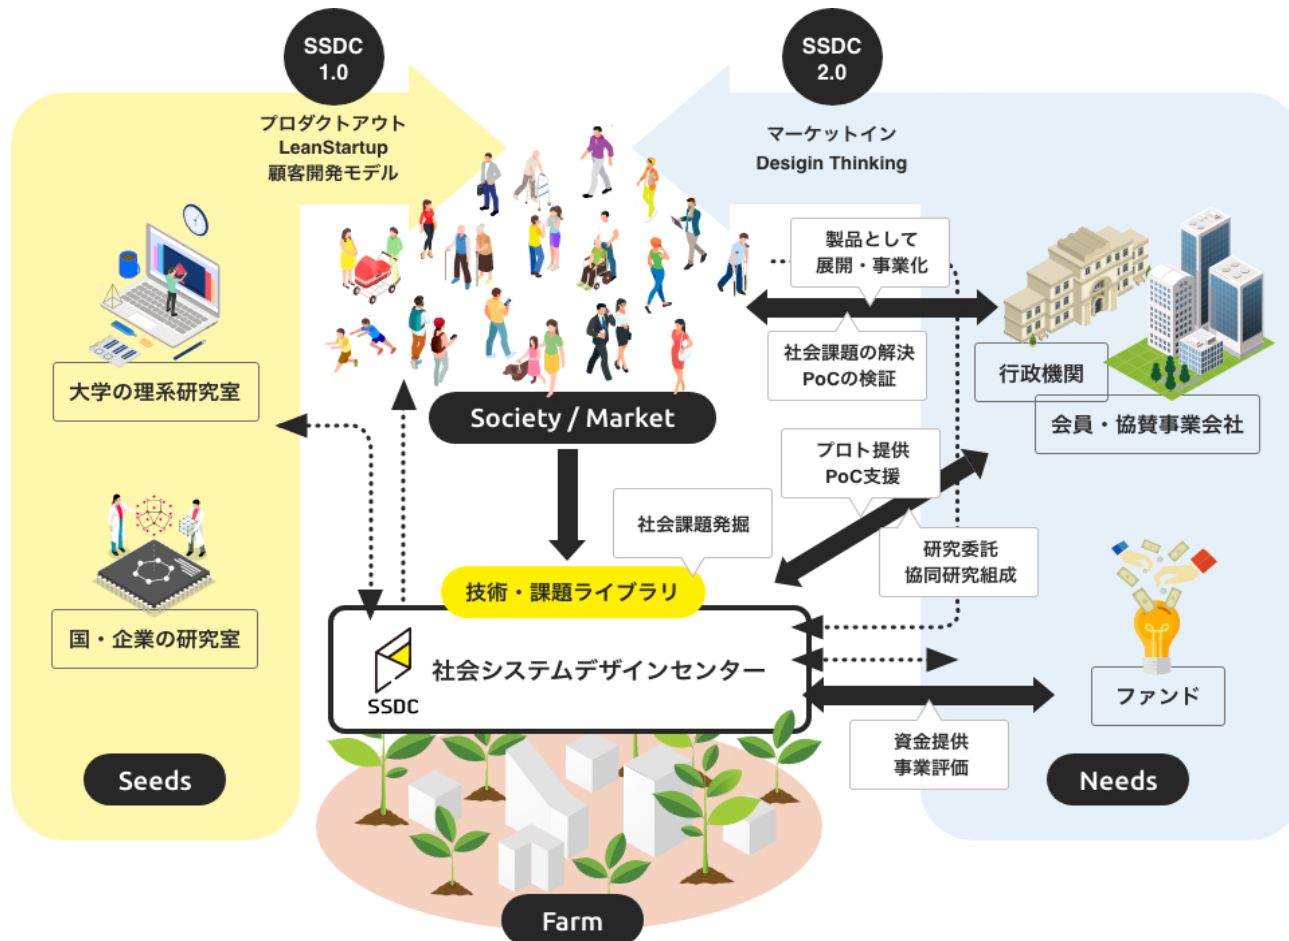 SSDC
1.0
プロダクトアウト
LeanStartup
顧客開発モデル
SSDC
2.0
マーケットイン
Desigin Thinking
大学の理系研究室
国・企業の研究室
Seeds
Society / Market
製品として
展開・事業化
社会課題の解決
PoCの検証
行政機関
会員・協賛事業会社
プロト提供
PoC支援
研究委託
協同研究組成
社会課題発掘
技術・課題ライブラリ
SSDC
社会システムデザインセンター
ファンド
資金提供
事業評価
Needs
Farm